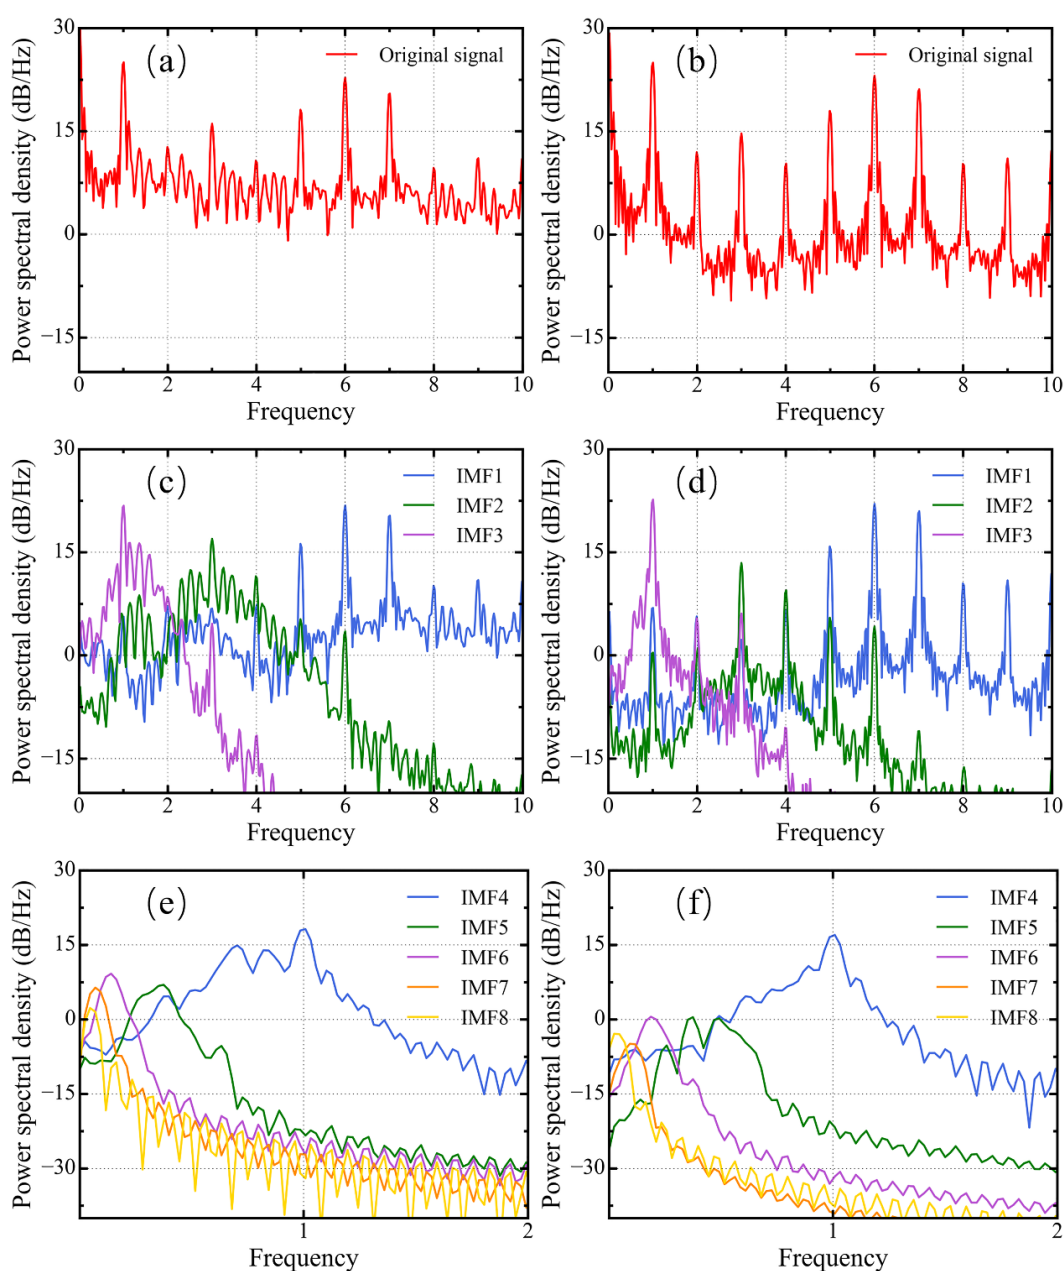 (a)
Original signal
Power spectral density (dB/Hz)
30
15
0
−15
0 2 4 6 8 10
Frequency
(b)
Original signal
Power spectral density (dB/Hz)
30
15
0
−15
0 2 4 6 8 10
Frequency
(c)
IMF1
IMF2
IMF3
Power spectral density (dB/Hz)
30
15
0
−15
0 2 4 6 8 10
Frequency
(d)
IMF1
IMF2
IMF3
Power spectral density (dB/Hz)
30
15
0
−15
0 2 4 6 8 10
Frequency
(e)
IMF4
IMF5
IMF6
IMF7
IMF8
Power spectral density (dB/Hz)
30
15
0
−15
−30
1 2
Frequency
(f)
IMF4
IMF5
IMF6
IMF7
IMF8
Power spectral density (dB/Hz)
30
15
0
−15
−30
1 2
Frequency